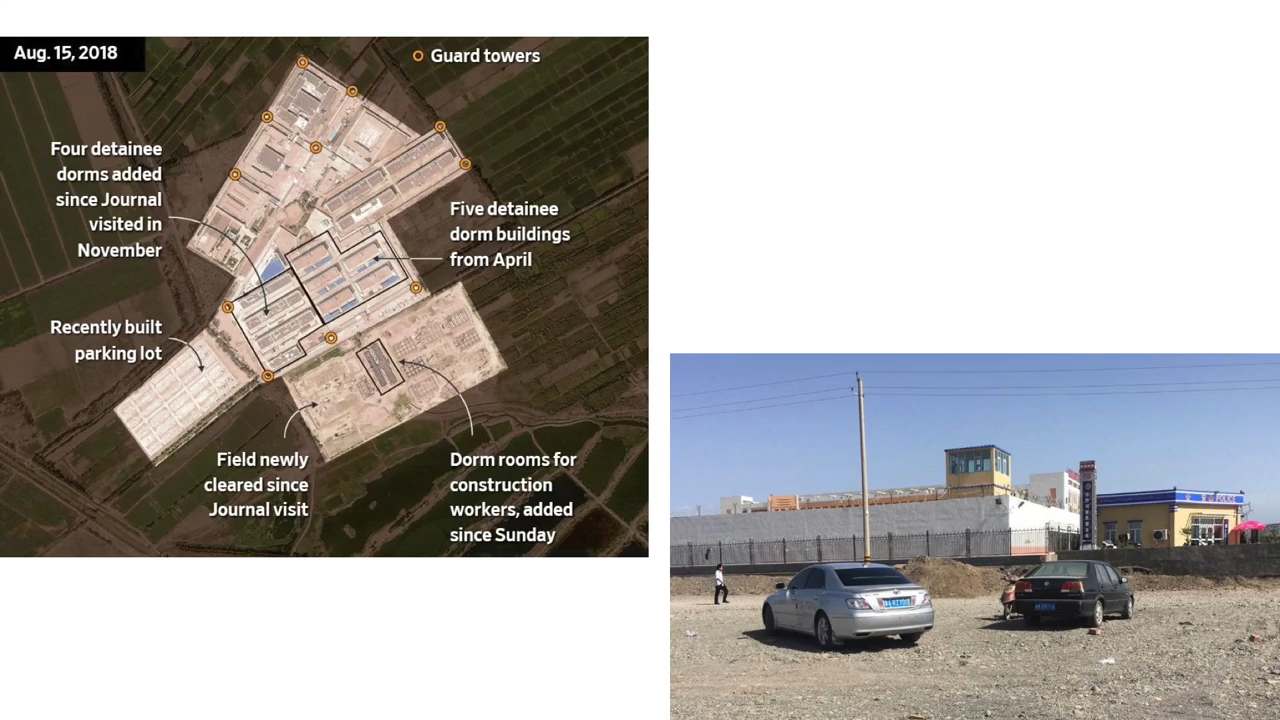 Aug. 15, 2018
Guard towers
Four detainee
dorms added
since Journal
visited in
November
Five detainee
dorm buildings
from April
Recently built
parking lot
Field newly
cleared since
Journal visit
Dorm rooms for
construction
workers, added
since Sunday
POLICE